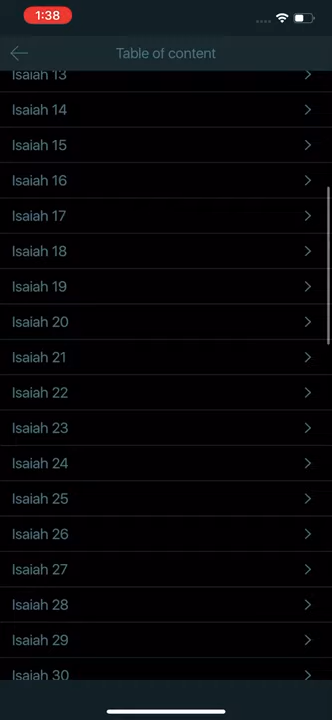 1:38
Table of content
Isaiah 13
Isaiah 14
Isaiah 15
Isaiah 16
Isaiah 17
Isaiah 18
Isaiah 19
Isaiah 20
Isaiah 21
Isaiah 22
Isaiah 23
Isaiah 24
Isaiah 25
Isaiah 26
Isaiah 27
Isaiah 28
Isaiah 29
Isaiah 30